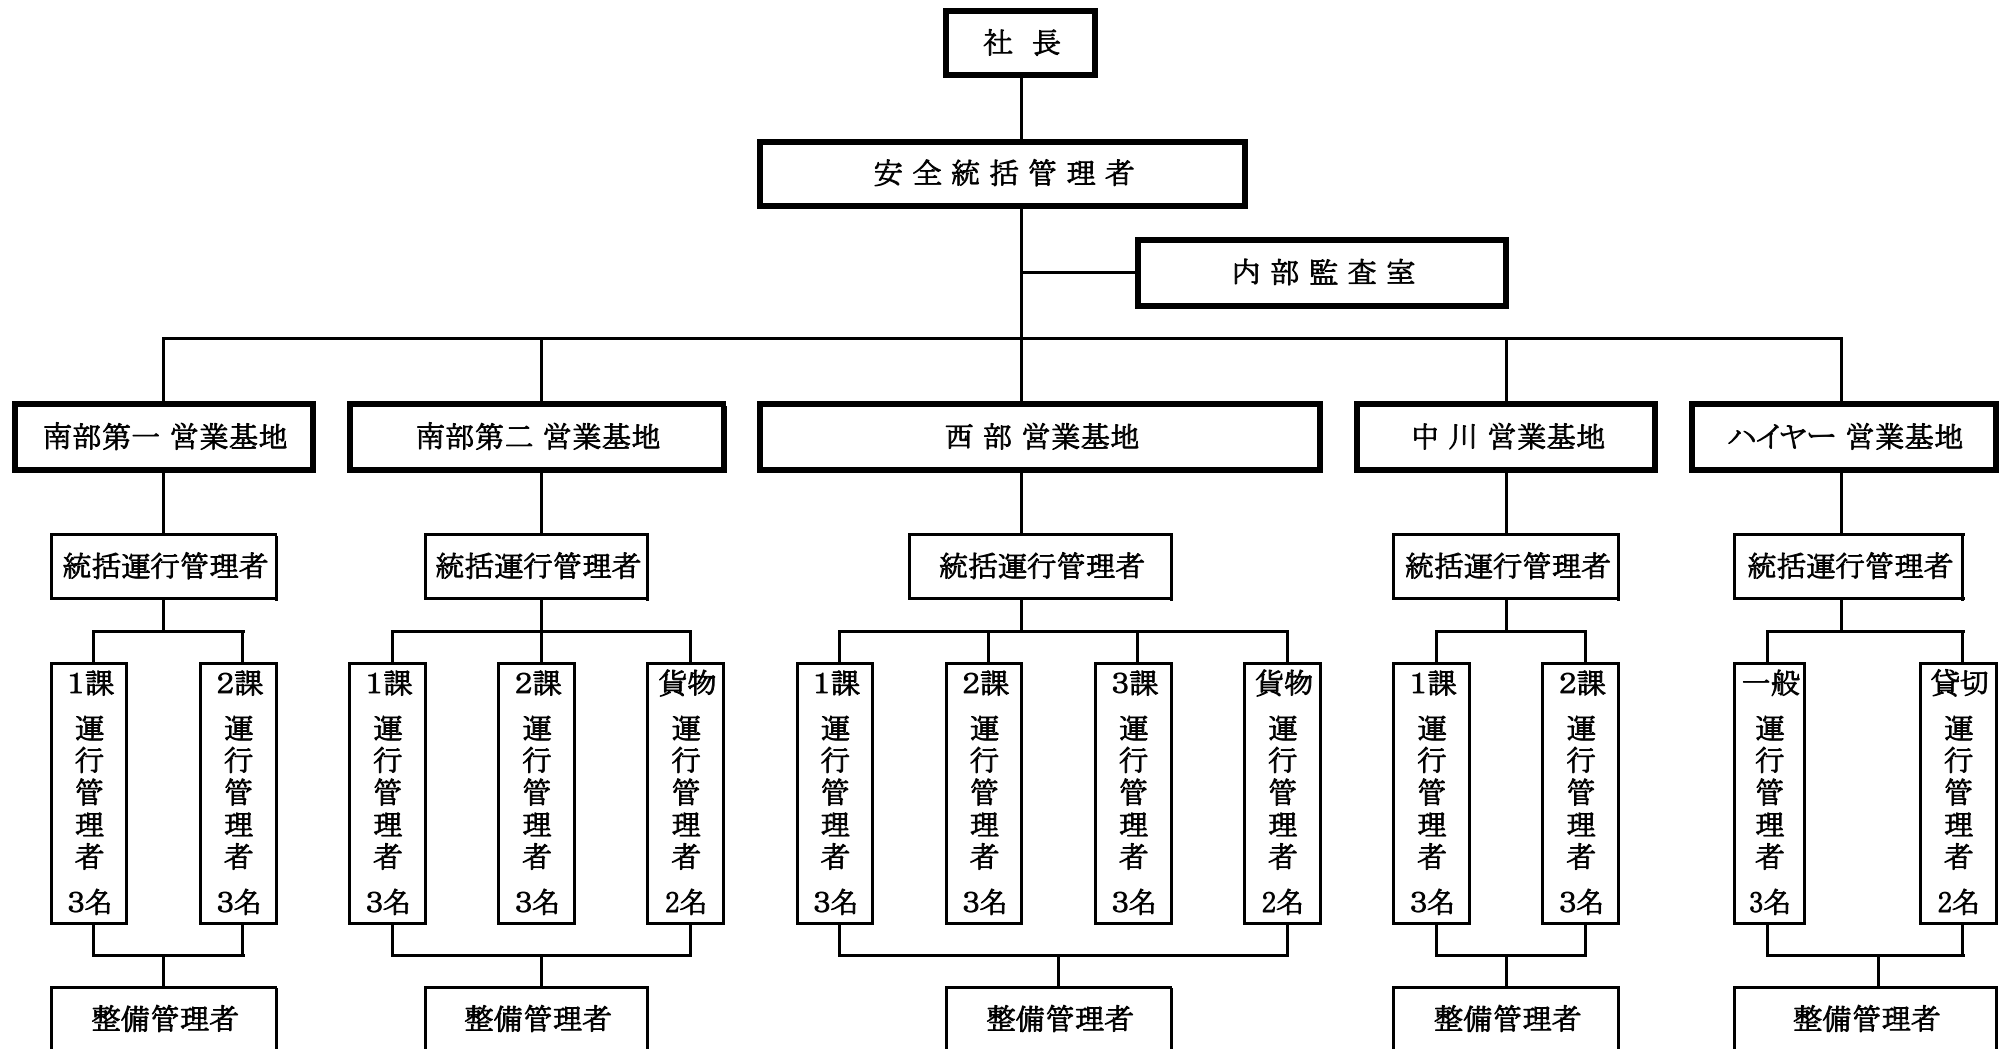 社 長
安全統括管理者
内部監査室
南部第一 営業基地
南部第二 営業基地
西 部 営業基地
中 川 営業基地
ハイヤー 営業基地
統括運行管理者
統括運行管理者
統括運行管理者
統括運行管理者
統括運行管理者
1課
運行管理者
3名
2課
運行管理者
3名
1課
運行管理者
3名
2課
運行管理者
3名
貨物
運行管理者
2名
1課
運行管理者
3名
2課
運行管理者
3名
3課
運行管理者
3名
貨物
運行管理者
2名
1課
運行管理者
3名
2課
運行管理者
3名
一般
運行管理者
3名
貸切
運行管理者
2名
整備管理者
整備管理者
整備管理者
整備管理者
整備管理者